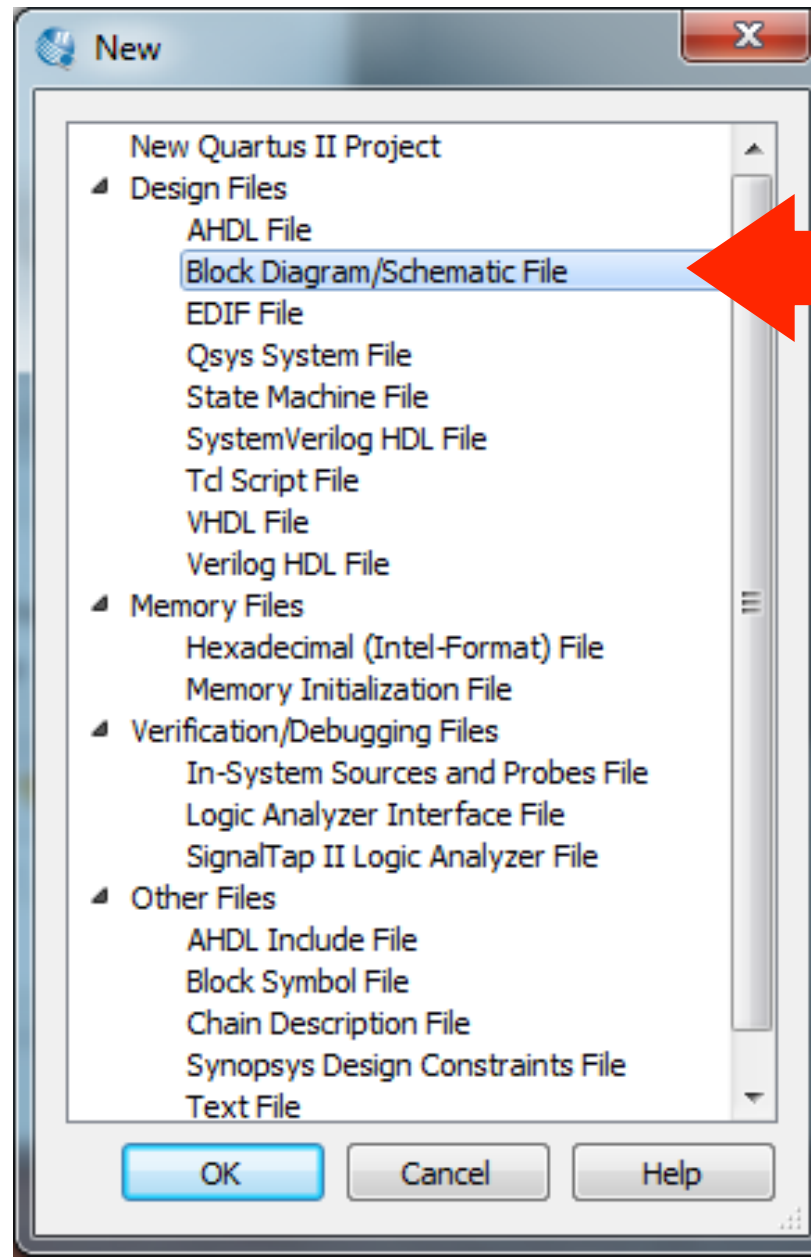 New
New Quartus II Project
Design Files
AHDL File
Block Diagram/Schematic File
EDIF File
Qsys System File
State Machine File
SystemVerilog HDL File
Tcl Script File
VHDL File
Verilog HDL File
Memory Files
Hexadecimal (Intel-Format) File
Memory Initialization File
Verification/Debugging Files
In-System Sources and Probes File
Logic Analyzer Interface File
SignalTap II Logic Analyzer File
Other Files
AHDL Include File
Block Symbol File
Chain Description File
Synopsys Design Constraints File
Text File
OK Cancel Help